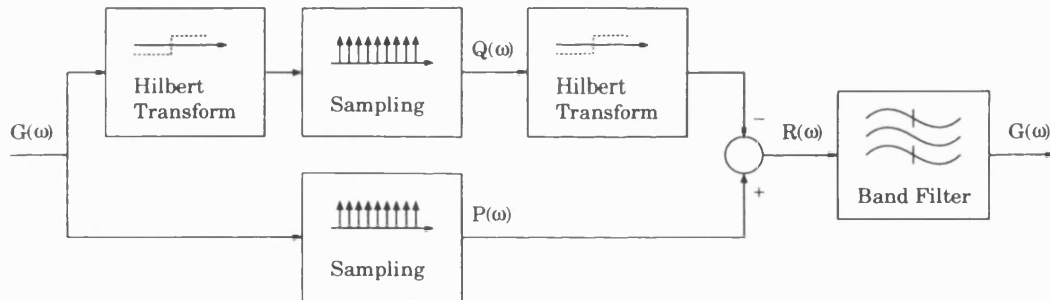 G(ω)
Hilbert
Transform
Sampling
Q(ω)
Hilbert
Transform
−
+
R(ω)
Band Filter
G(ω)
Sampling
P(ω)